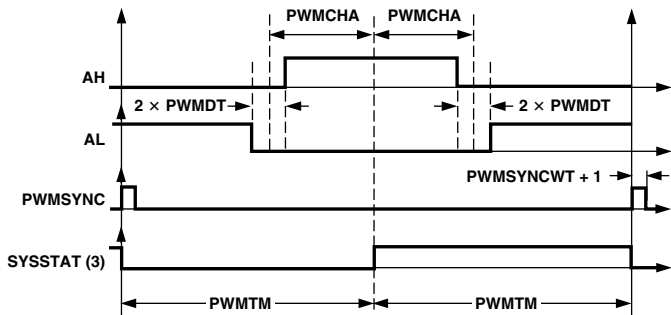 PWMCHA
PWMCHA
AH
2 × PWMDT
2 × PWMDT
AL
PWMSYNCWT + 1
PWMSYNC
SYSSTAT (3)
PWMTM
PWMTM